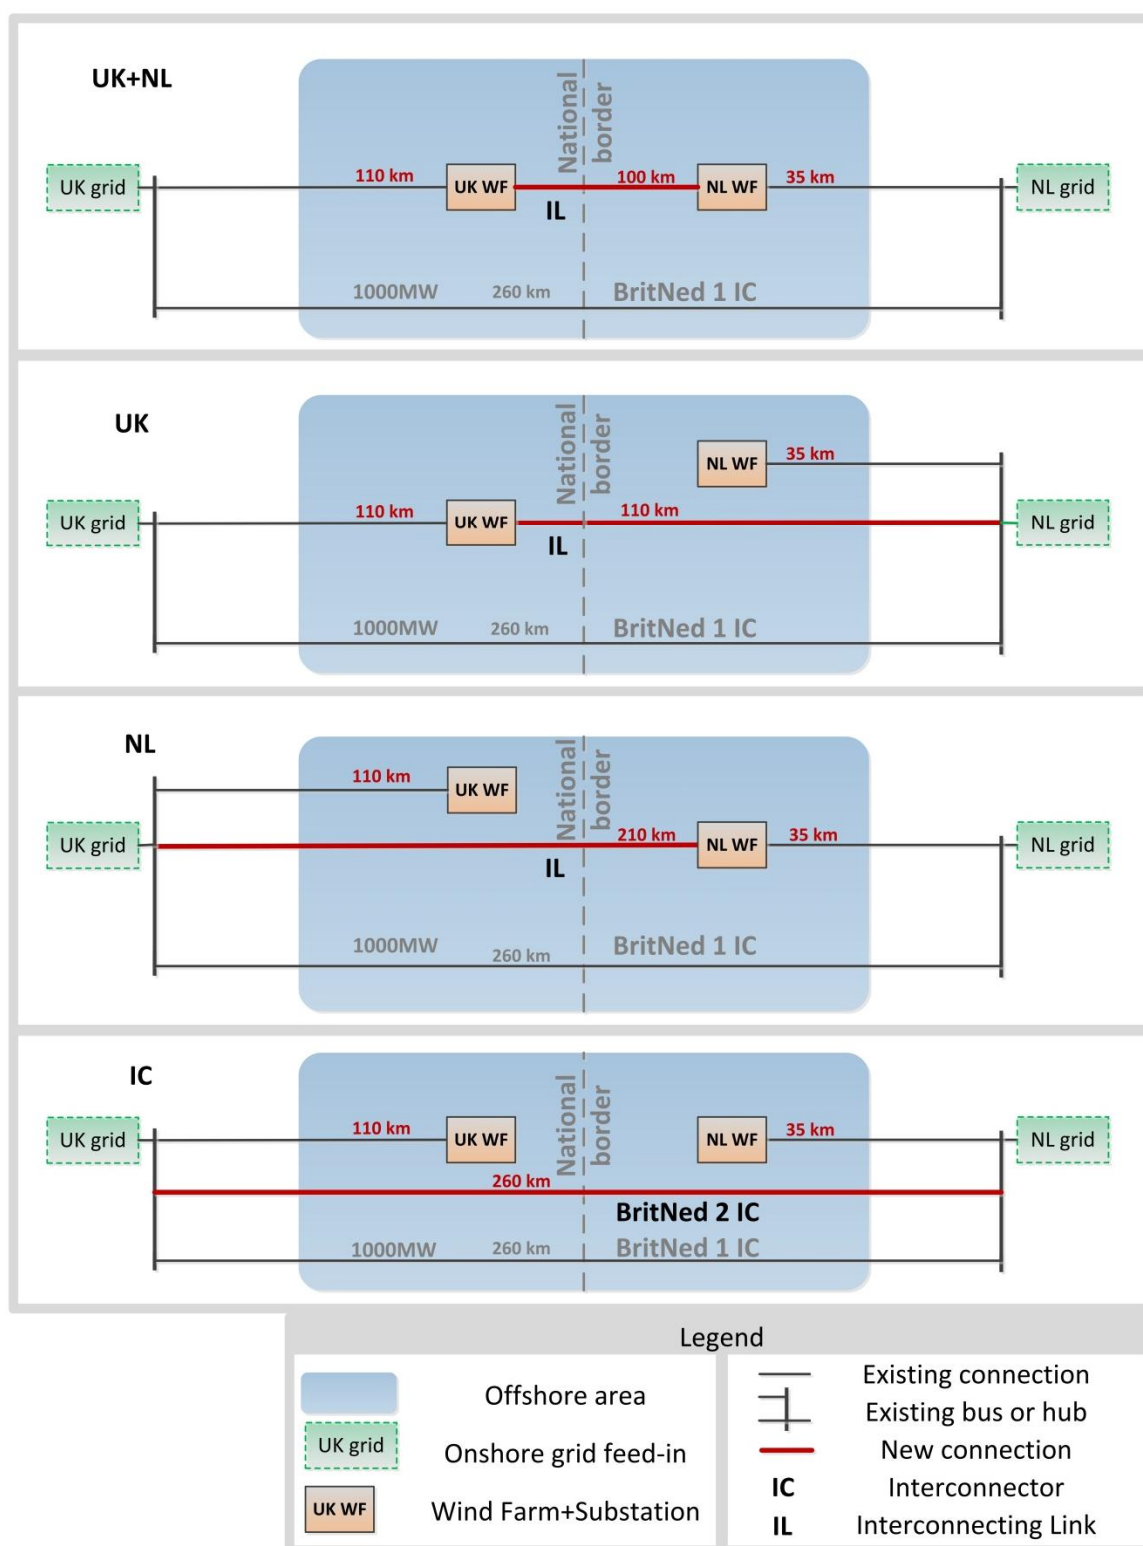 UK+NL
National
border
UK grid
110 km
UK WF
100 km
NL WF
35 km
NL grid
IL
1000MW
260 km
BritNed 1 IC
UK
National
border
NL WF
35 km
UK grid
110 km
UK WF
110 km
NL grid
IL
1000MW
260 km
BritNed 1 IC
NL
National
border
110 km
UK WF
UK grid
210 km
NL WF
35 km
NL grid
IL
1000MW
260 km
BritNed 1 IC
IC
National
border
UK grid
110 km
UK WF
NL WF
35 km
NL grid
260 km
BritNed 2 IC
1000MW
260 km
BritNed 1 IC
Legend
Offshore area
UK grid
Onshore grid feed-in
UK WF
Wind Farm+Substation
Existing connection
Existing bus or hub
New connection
IC
Interconnector
IL
Interconnecting Link